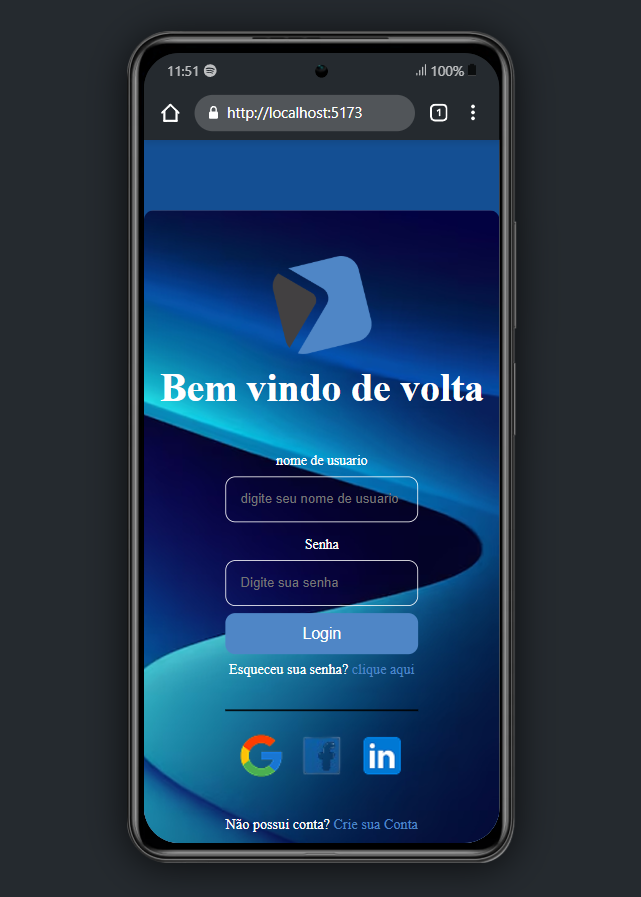 11:51
100%
http://localhost:5173
1
Bem vindo de volta
nome de usuario
digite seu nome de usuario
Senha
Digite sua senha
Login
Esqueceu sua senha? clique aqui
G f in
Não possui conta? Crie sua Conta